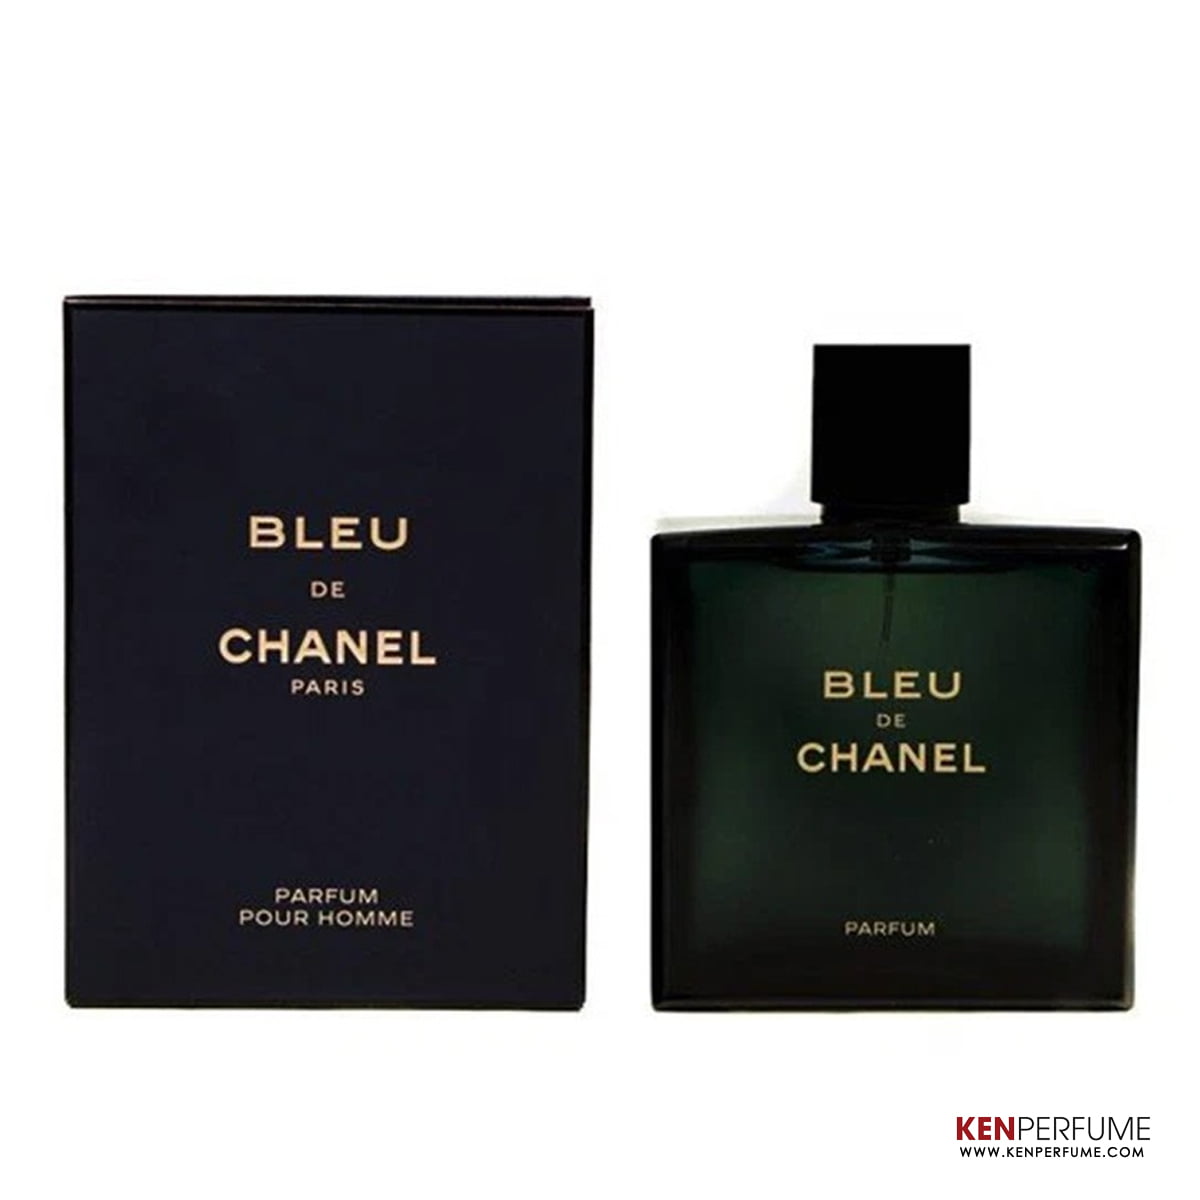 BLEU
DE
CHANEL
PARIS
PARFUM
POUR HOMME
BLEU
DE
CHANEL
PARFUM
KENPERFUME
WWW.KENPERFUME.COM